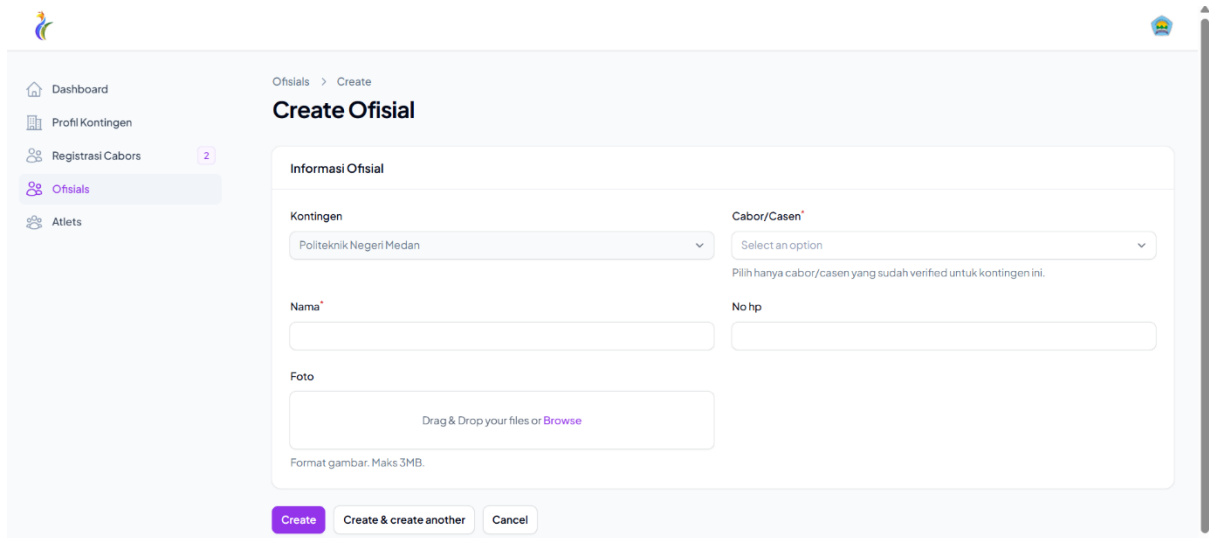 Dashboard
Profil Kontingen
Registrasi Cabors 2
Ofisials
Atlets
Ofisials > Create
Create Ofisial
Informasi Ofisial
Kontingen
Politeknik Negeri Medan
Cabor/Casen*
Select an option
Pilih hanya cabor/casen yang sudah verified untuk kontingen ini.
Nama*
No hp
Foto
Drag & Drop your files or Browse
Format gambar. Maks 3MB.
Create
Create & create another
Cancel